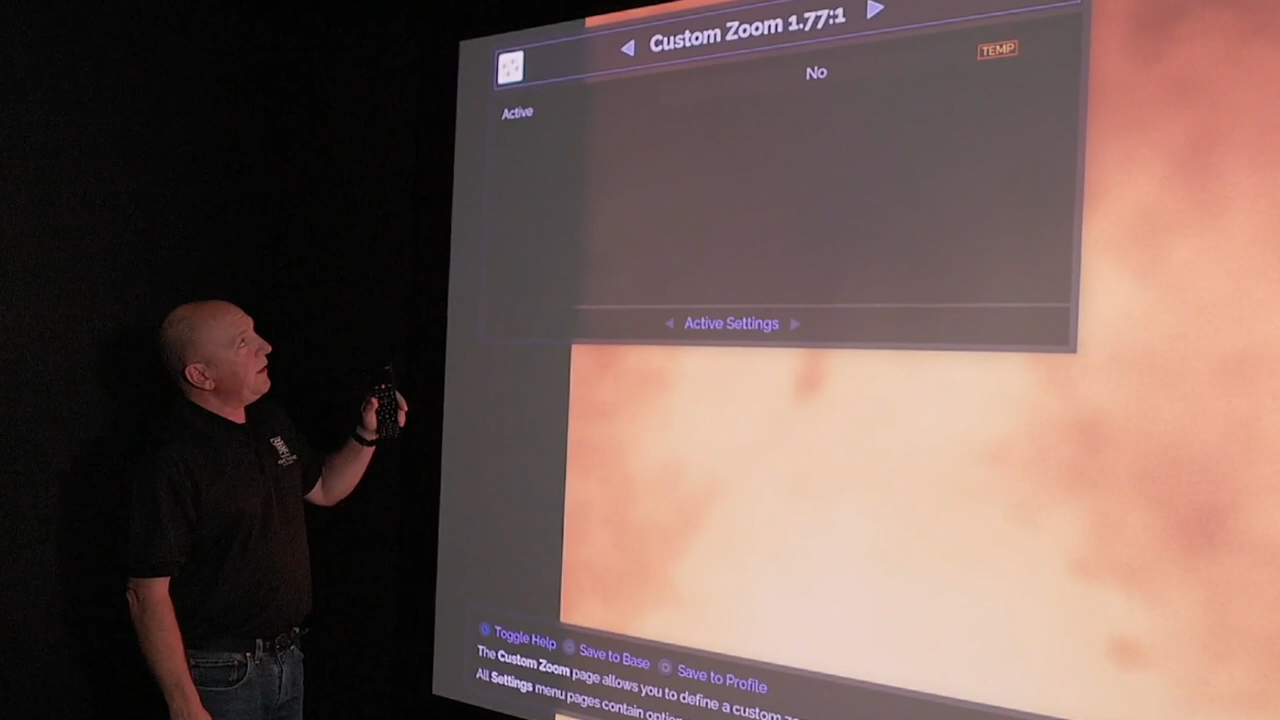 Custom Zoom 1.77:1
TEMP
No
Active
Active Settings
Toggle Help Save to Base Save to Profile
The Custom Zoom page allows you to define a custom
All Settings menu pages contain